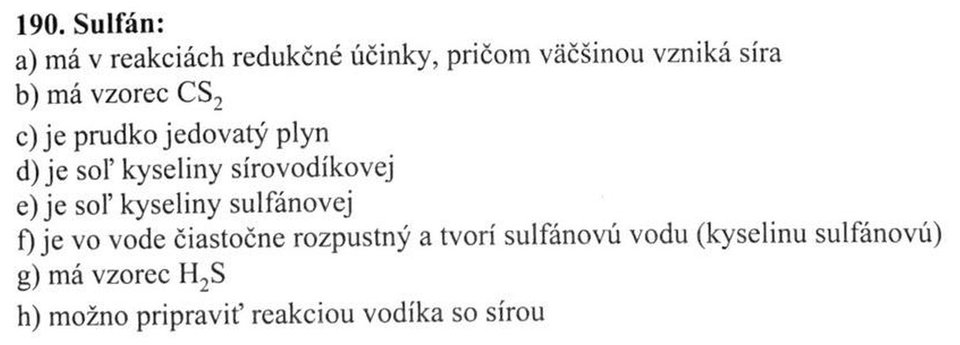 190. Sulfán:
a) má v reakciách redukčné účinky, pričom väčšinou vzniká síra
b) má vzorec CS₂
c) je prudko jedovatý plyn
d) je soľ kyseliny sírovodíkovej
e) je soľ kyseliny sulfánovej
f) je vo vode čiastočne rozpustný a tvorí sulfánovú vodu (kyselinu sulfánovú)
g) má vzorec H₂S
h) možno pripraviť reakciou vodíka so sírou